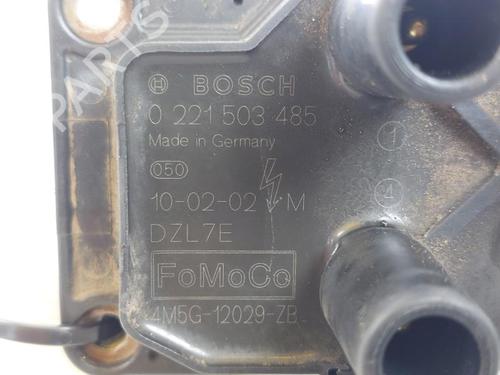 PARTS
BOSCH
0 221 503 485
Made in Germany
050
10-02-02 M
DZL7E
FoMoCo
4M5G-12029-ZB
1
4